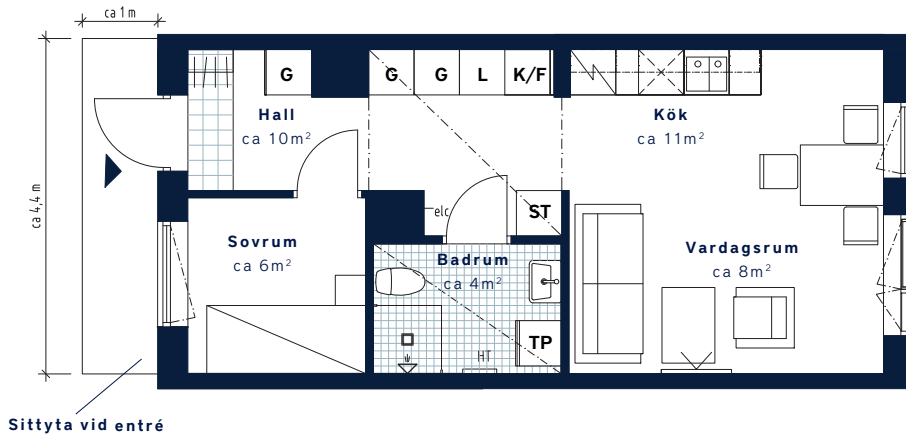 ca 1 m
ca 4,4 m
G
G
G
L
K/F
Hall
ca 10m²
Kök
ca 11m²
elc
ST
Sovrum
ca 6m²
Badrum
ca 4m²
Vardagsrum
ca 8m²
TP
HT
Sittyta vid entré